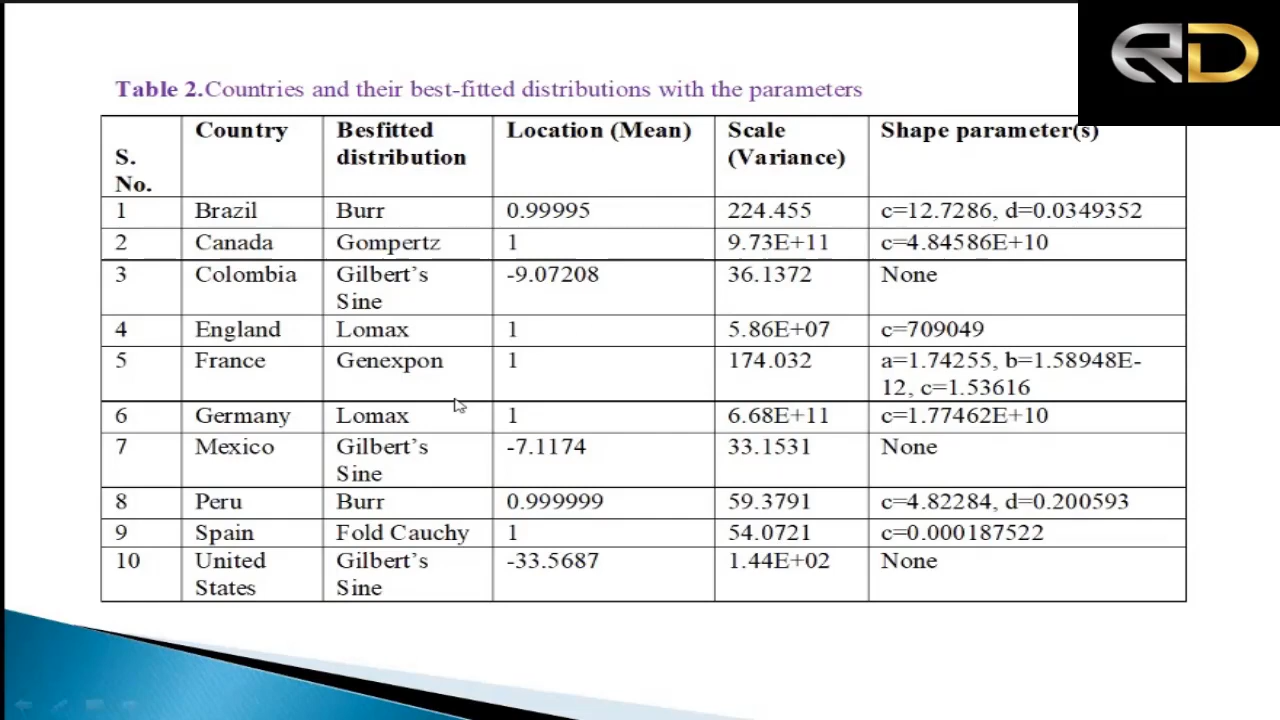 RD
Table 2.Countries and their best-fitted distributions with the parameters
S. No. Country Besfitted distribution Location (Mean) Scale (Variance) Shape parameter(s)
1 Brazil Burr 0.99995 224.455 c=12.7286, d=0.0349352
2 Canada Gompertz 1 9.73E+11 c=4.84586E+10
3 Colombia Gilbert’s Sine -9.07208 36.1372 None
4 England Lomax 1 5.86E+07 c=709049
5 France Genexpon 1 174.032 a=1.74255, b=1.58948E-12, c=1.53616
6 Germany Lomax 1 6.68E+11 c=1.77462E+10
7 Mexico Gilbert’s Sine -7.1174 33.1531 None
8 Peru Burr 0.999999 59.3791 c=4.82284, d=0.200593
9 Spain Fold Cauchy 1 54.0721 c=0.000187522
10 United States Gilbert’s Sine -33.5687 1.44E+02 None